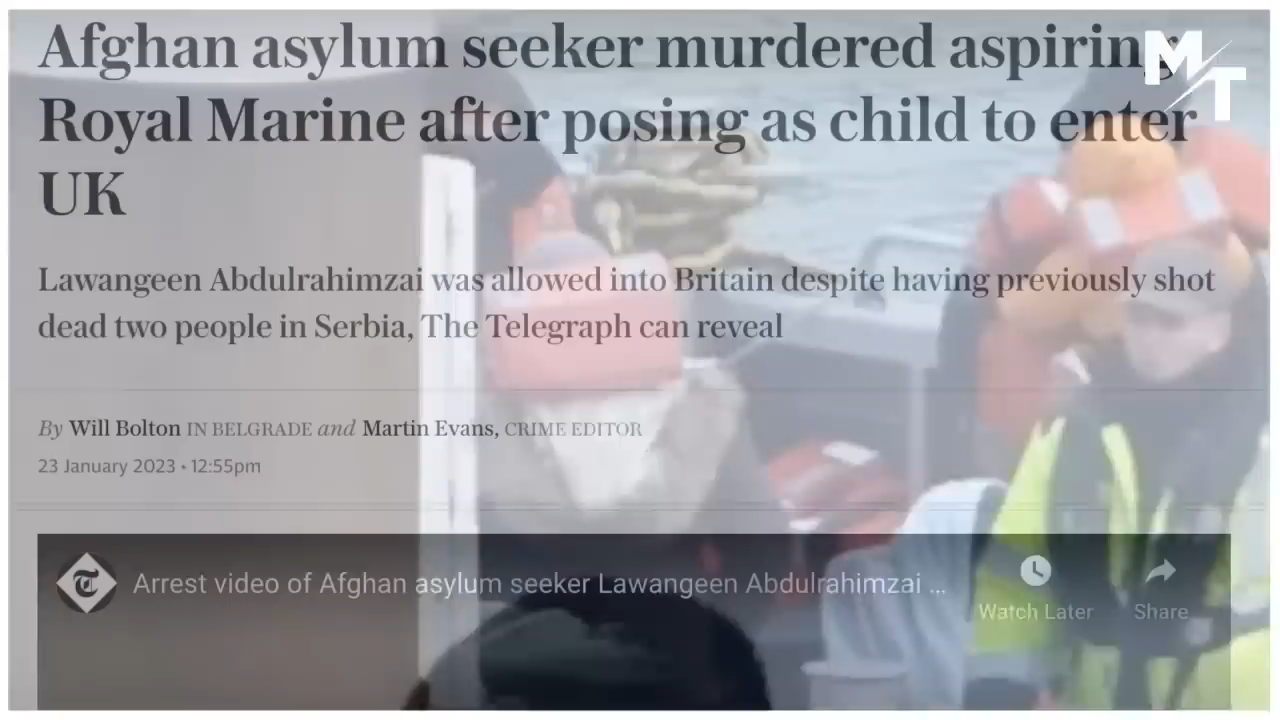 Afghan asylum seeker murdered aspiring
Royal Marine after posing as child to enter
UK
Lawangeen Abdulrahimzai was allowed into Britain despite having previously shot
dead two people in Serbia, The Telegraph can reveal
By Will Bolton IN BELGRADE and Martin Evans, CRIME EDITOR
23 January 2023 • 12:55pm
Arrest video of Afghan asylum seeker Lawangeen Abdulrahimzai ...
Watch Later
Share
MT
T